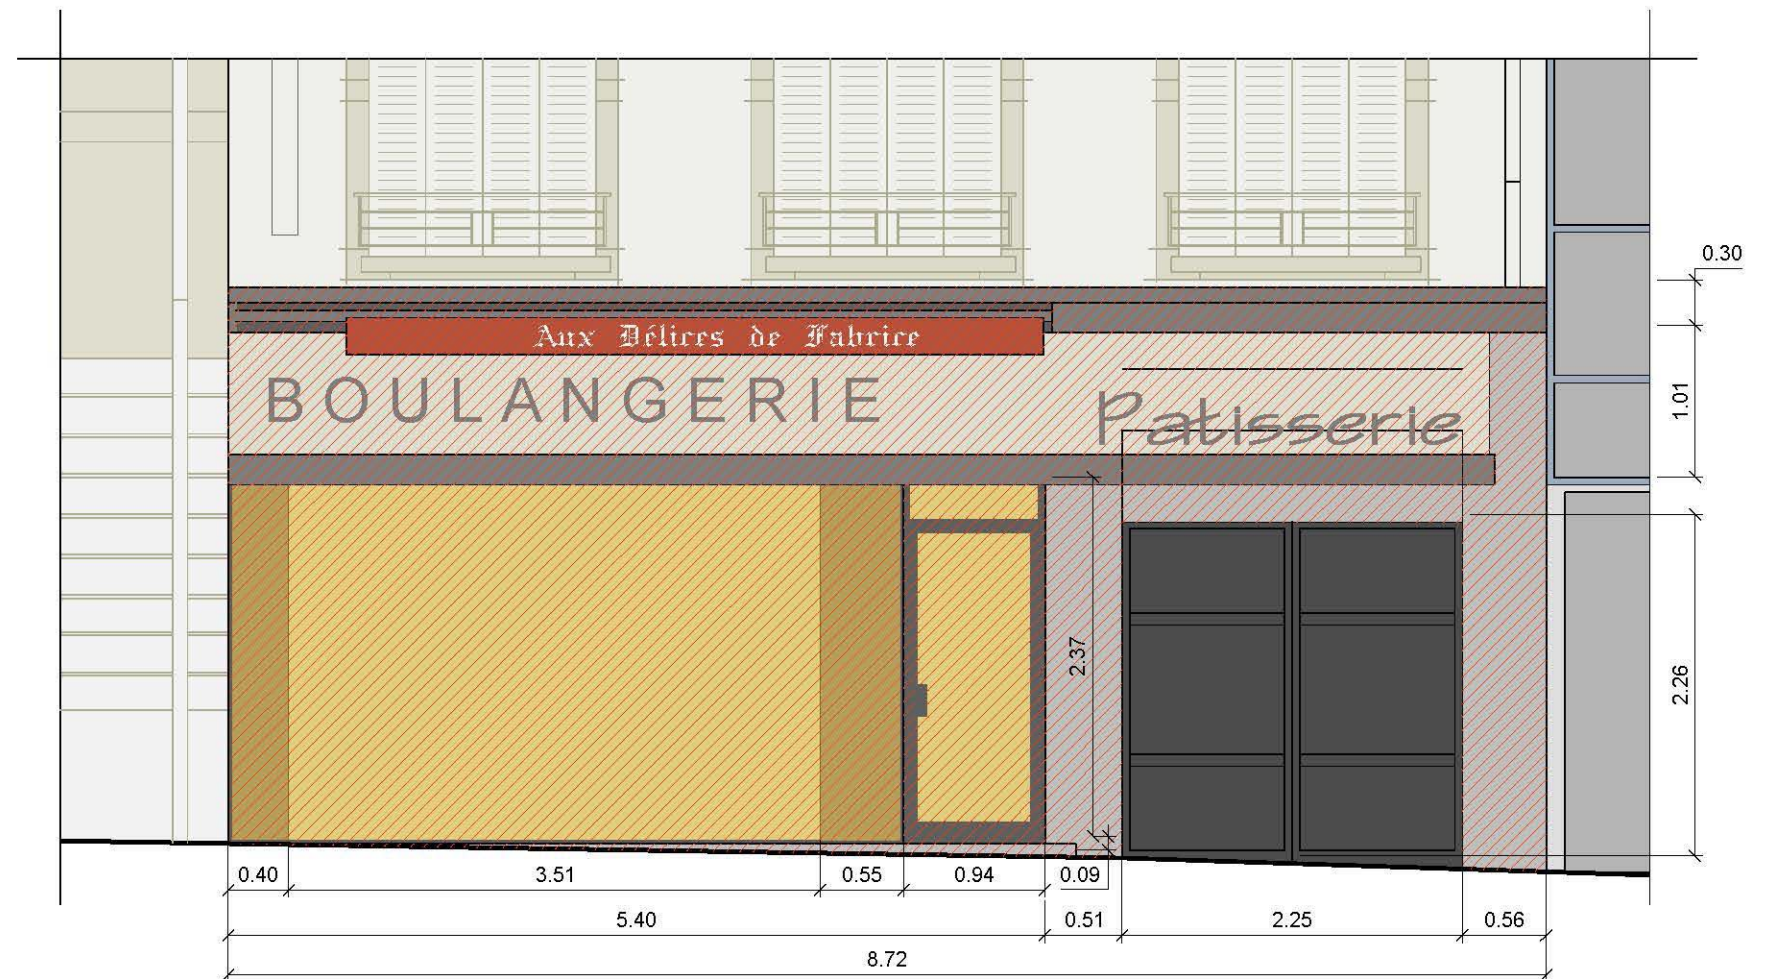 0.30
Aux Délices de Fabrice
BOULANGERIE
Patisserie
1.01
2.37
2.26
0.40 3.51 0.55 0.94 0.09
5.40 0.51 2.25 0.56
8.72